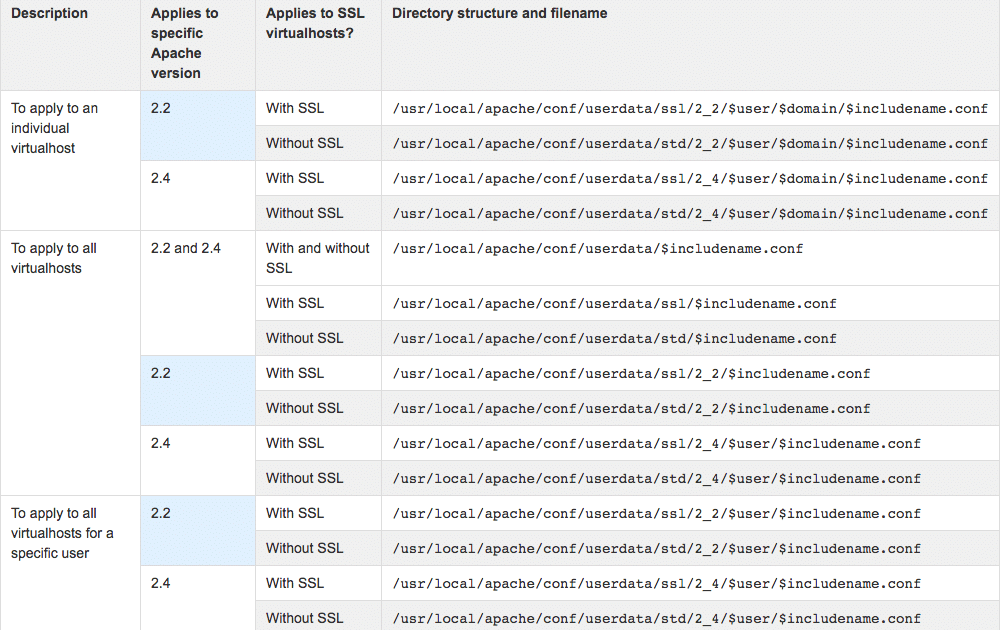 Description
Applies to
specific
Apache
version
Applies to SSL
virtualhosts?
Directory structure and filename
To apply to an
individual
virtualhost
2.2
With SSL
/usr/local/apache/conf/userdata/ssl/2_2/$user/$domain/$includename.conf
Without SSL
/usr/local/apache/conf/userdata/std/2_2/$user/$domain/$includename.conf
2.4
With SSL
/usr/local/apache/conf/userdata/ssl/2_4/$user/$domain/$includename.conf
Without SSL
/usr/local/apache/conf/userdata/std/2_4/$user/$domain/$includename.conf
To apply to all
virtualhosts
2.2 and 2.4
With and without
SSL
/usr/local/apache/conf/userdata/$includename.conf
With SSL
/usr/local/apache/conf/userdata/ssl/$includename.conf
Without SSL
/usr/local/apache/conf/userdata/std/$includename.conf
2.2
With SSL
/usr/local/apache/conf/userdata/ssl/2_2/$includename.conf
Without SSL
/usr/local/apache/conf/userdata/std/2_2/$includename.conf
2.4
With SSL
/usr/local/apache/conf/userdata/ssl/2_4/$user/$includename.conf
Without SSL
/usr/local/apache/conf/userdata/std/2_4/$user/$includename.conf
To apply to all
virtualhosts for a
specific user
2.2
With SSL
/usr/local/apache/conf/userdata/ssl/2_2/$user/$includename.conf
Without SSL
/usr/local/apache/conf/userdata/std/2_2/$user/$includename.conf
2.4
With SSL
/usr/local/apache/conf/userdata/ssl/2_4/$user/$includename.conf
Without SSL
/usr/local/apache/conf/userdata/std/2_4/$user/$includename.conf